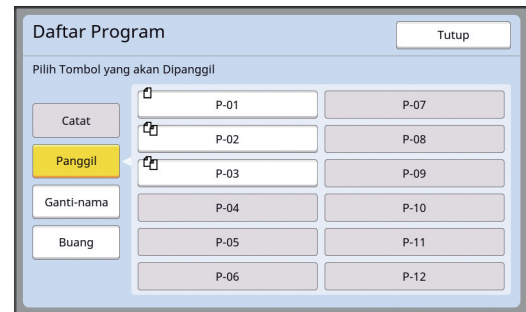 Daftar Program
Tutup
Pilih Tombol yang akan Dipanggil
Catat
Panggil
Ganti-nama
Buang
P-01
P-02
P-03
P-04
P-05
P-06
P-07
P-08
P-09
P-10
P-11
P-12